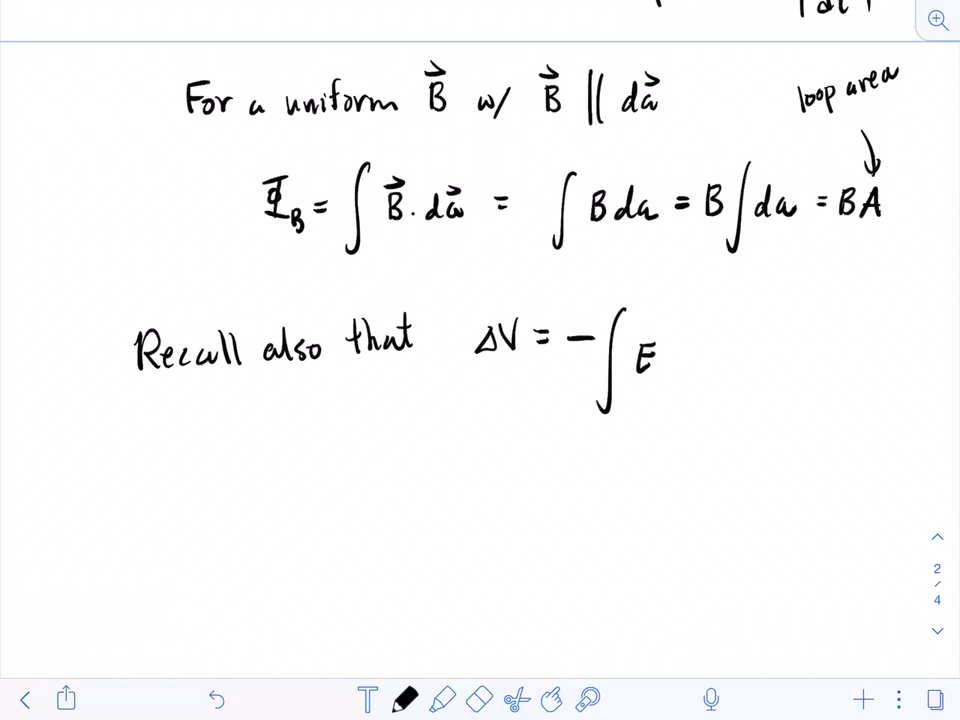 For a uniform B⃗ w/ B⃗ || da⃗
loop area
Φ_B = ∫ B⃗ · da⃗ = ∫ B da = B ∫ da = BA
Recall also that ΔV = - ∫ E
2
/
4
T